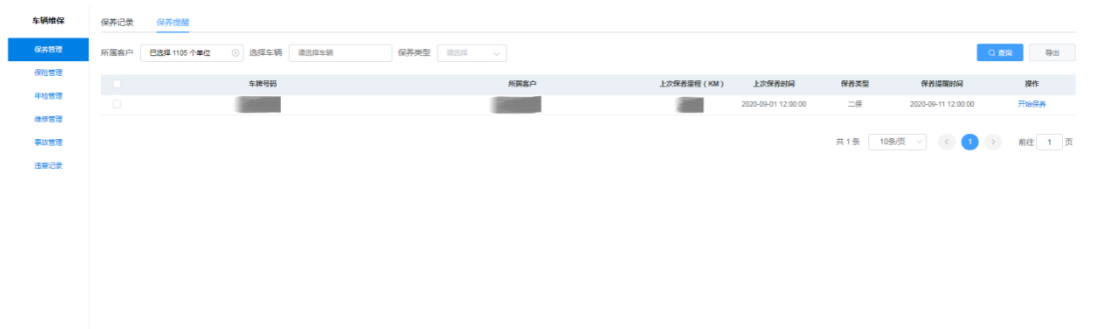 车辆维保
保养管理
保险管理
年检管理
维修管理
事故管理
违章记录
保养记录 保养提醒
所属客户 已选择 1105 个单位 选择车辆 请选择车辆 保养类型 请选择 查询 导出
车牌号码 所属客户 上次保养里程（KM） 上次保养时间 保养类型 保养提醒时间 操作
2020-09-01 12:00:00 二保 2020-09-11 12:00:00 开始保养
共 1 条 10条/页 1 前往 1 页